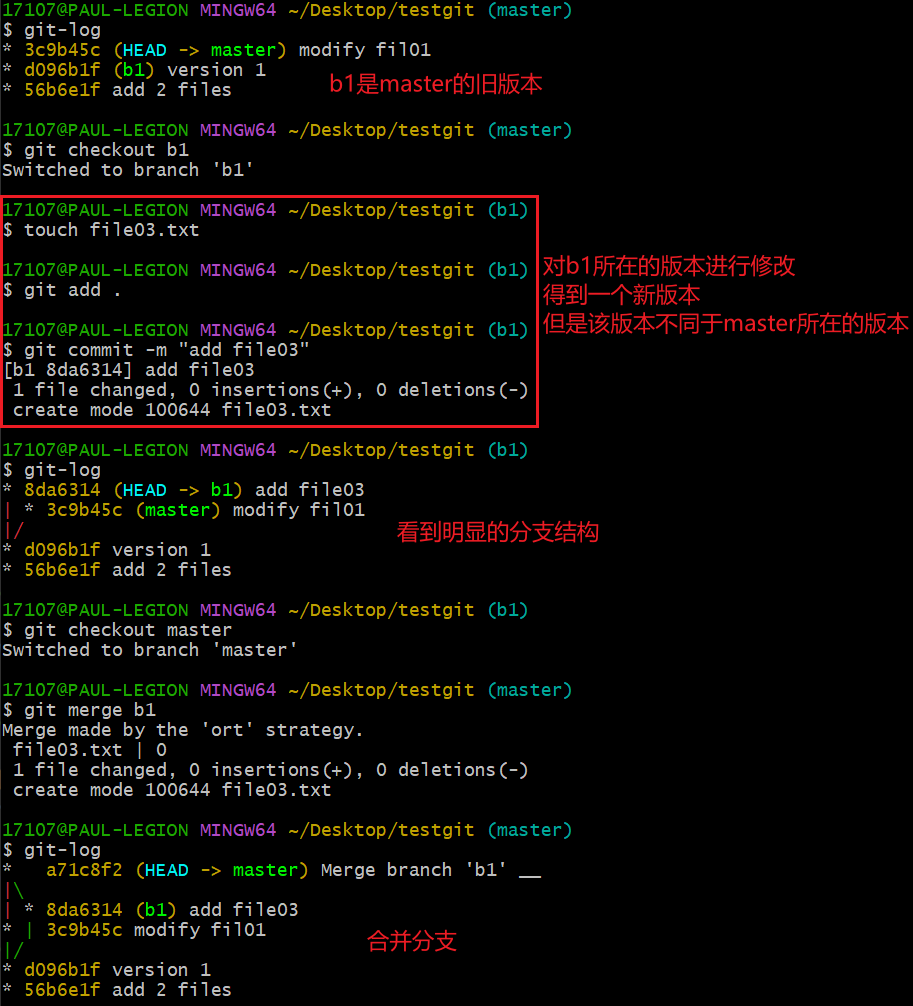 17107@PAUL-LEGION MINGW64 ~/Desktop/testgit (master)
$ git-log
* 3c9b45c (HEAD -> master) modify fil01
* d096b1f (b1) version 1
* 56b6e1f add 2 files
b1是master的旧版本
17107@PAUL-LEGION MINGW64 ~/Desktop/testgit (master)
$ git checkout b1
Switched to branch 'b1'
17107@PAUL-LEGION MINGW64 ~/Desktop/testgit (b1)
$ touch file03.txt
17107@PAUL-LEGION MINGW64 ~/Desktop/testgit (b1)
$ git add .
17107@PAUL-LEGION MINGW64 ~/Desktop/testgit (b1)
$ git commit -m "add file03"
[b1 8da6314] add file03
1 file changed, 0 insertions(+), 0 deletions(-)
create mode 100644 file03.txt
对b1所在的版本进行修改
得到一个新版本
但是该版本不同于master所在的版本
17107@PAUL-LEGION MINGW64 ~/Desktop/testgit (b1)
$ git-log
* 8da6314 (HEAD -> b1) add file03
| * 3c9b45c (master) modify fil01
|/
* d096b1f version 1
* 56b6e1f add 2 files
看到明显的分支结构
17107@PAUL-LEGION MINGW64 ~/Desktop/testgit (b1)
$ git checkout master
Switched to branch 'master'
17107@PAUL-LEGION MINGW64 ~/Desktop/testgit (master)
$ git merge b1
Merge made by the 'ort' strategy.
file03.txt | 0
1 file changed, 0 insertions(+), 0 deletions(-)
create mode 100644 file03.txt
17107@PAUL-LEGION MINGW64 ~/Desktop/testgit (master)
$ git-log
*   a71c8f2 (HEAD -> master) Merge branch 'b1' __
|\
| * 8da6314 (b1) add file03
* | 3c9b45c modify fil01
|/
* d096b1f version 1
* 56b6e1f add 2 files
合并分支